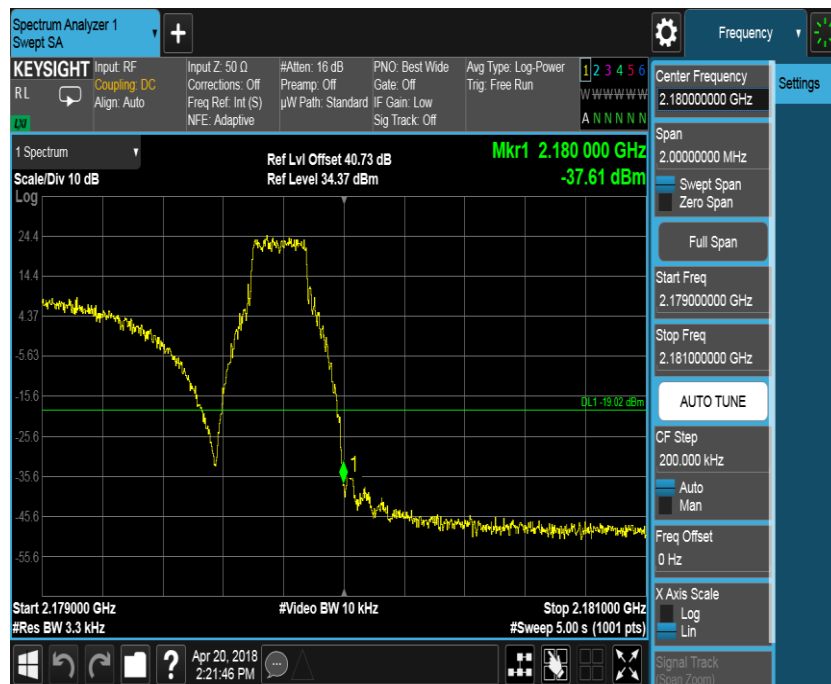 Spectrum Analyzer 1
Swept SA
+
Frequency
KEYSIGHT
RL
LXI
Input: RF
Coupling: DC
Align: Auto
Input Z: 50 Ω
Corrections: Off
Freq Ref: Int (S)
NFE: Adaptive
#Atten: 16 dB
Preamp: Off
µW Path: Standard
PNO: Best Wide
Gate: Off
IF Gain: Low
Sig Track: Off
Avg Type: Log-Power
Trig: Free Run
1 2 3 4 5 6
W W W W W W
A N N N N N
1 Spectrum
Scale/Div 10 dB
Ref Lvl Offset 40.73 dB
Ref Level 34.37 dBm
Mkr1 2.180 000 GHz
-37.61 dBm
Log
24.4
14.4
4.37
-5.63
-15.6
-25.6
-35.6
-45.6
-55.6
DL1 -19.02 dBm
1
Start 2.179000 GHz
#Res BW 3.3 kHz
#Video BW 10 kHz
Stop 2.181000 GHz
#Sweep 5.00 s (1001 pts)
Center Frequency
2.180000000 GHz
Span
2.00000000 MHz
Swept Span
Zero Span
Full Span
Start Freq
2.179000000 GHz
Stop Freq
2.181000000 GHz
AUTO TUNE
CF Step
200.000 kHz
Auto
Man
Freq Offset
0 Hz
X Axis Scale
Log
Lin
Signal Track
(Span Zoom)
Settings
?
Apr 20, 2018
2:21:46 PM